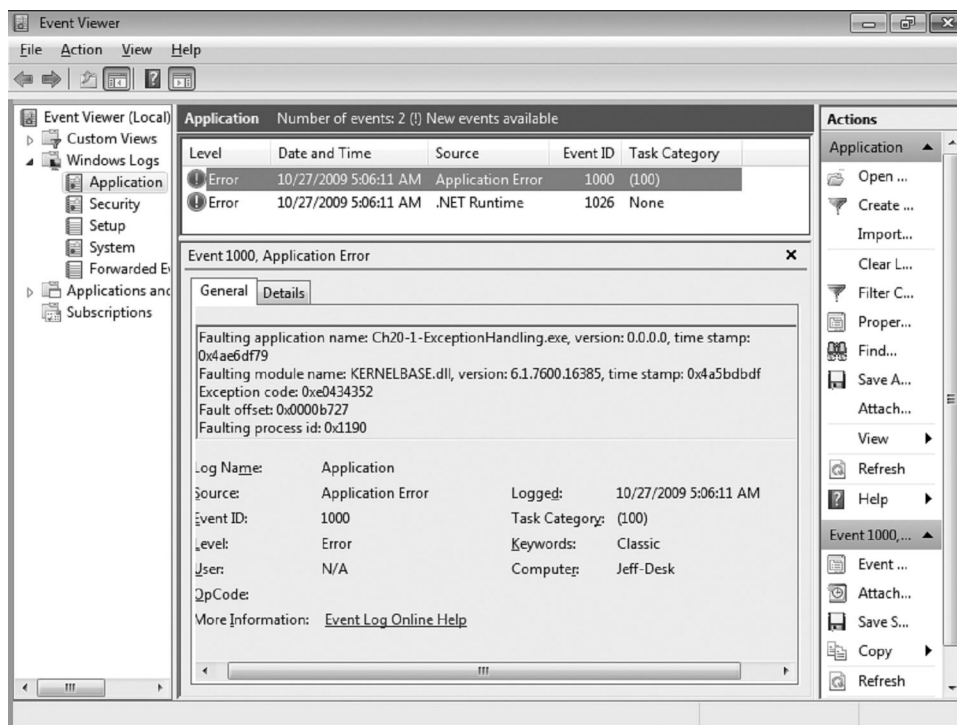 Event Viewer
File Action View Help
Event Viewer (Local)
Custom Views
Windows Logs
Application
Security
Setup
System
Forwarded Ev
Applications and
Subscriptions
Application Number of events: 2 (!) New events available
Level Date and Time Source Event ID Task Category
Error 10/27/2009 5:06:11 AM Application Error 1000 (100)
Error 10/27/2009 5:06:11 AM .NET Runtime 1026 None
Event 1000, Application Error
General Details
Faulting application name: Ch20-1-ExceptionHandling.exe, version: 0.0.0.0, time stamp:
0x4ae6df79
Faulting module name: KERNELBASE.dll, version: 6.1.7600.16385, time stamp: 0x4a5bdbdf
Exception code: 0xe0434352
Fault offset: 0x0000b727
Faulting process id: 0x1190
Log Name: Application
Source: Application Error Logged: 10/27/2009 5:06:11 AM
Event ID: 1000 Task Category: (100)
Level: Error Keywords: Classic
User: N/A Computer: Jeff-Desk
OpCode:
More Information: Event Log Online Help
Actions
Application
Open ...
Create ...
Import...
Clear L...
Filter C...
Proper...
Find...
Save A...
Attach...
View
Refresh
Help
Event 1000,...
Event ...
Attach...
Save S...
Copy
Refresh